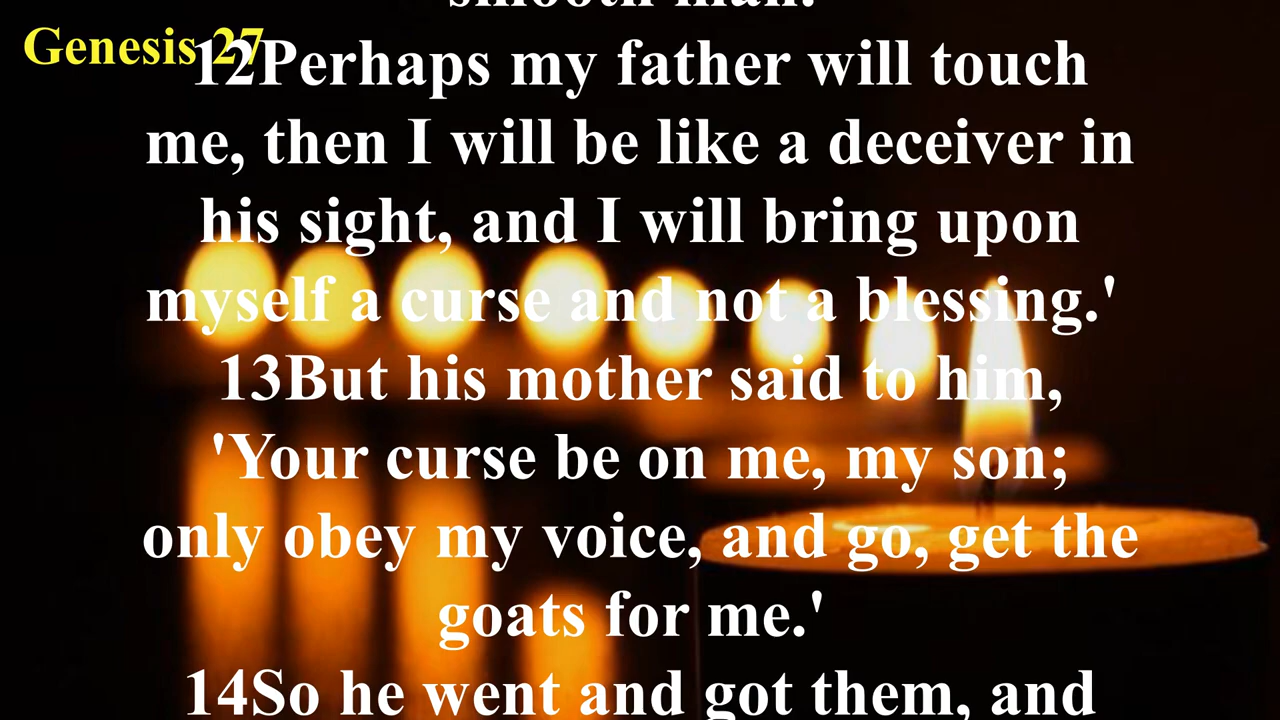 smooth man.
Genesis 27
12Perhaps my father will touch
me, then I will be like a deceiver in
his sight, and I will bring upon
myself a curse and not a blessing.'
13But his mother said to him,
'Your curse be on me, my son;
only obey my voice, and go, get the
goats for me.'
14So he went and got them, and